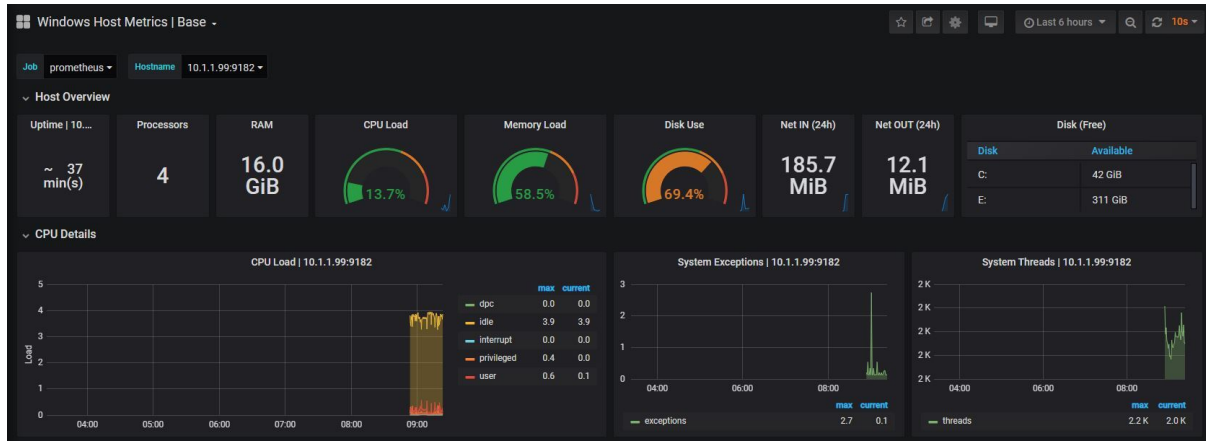 Windows Host Metrics | Base
Last 6 hours
10s
Job prometheus Hostname 10.1.1.99:9182
Host Overview
Uptime | 10....
~ 37
min(s)
Processors
4
RAM
16.0
GiB
CPU Load
13.7%
Memory Load
58.5%
Disk Use
69.4%
Net IN (24h)
185.7
MiB
Net OUT (24h)
12.1
MiB
Disk (Free)
Disk Available
C: 42 GiB
E: 311 GiB
CPU Details
CPU Load | 10.1.1.99:9182
Load
5
4
3
2
1
0
04:00 05:00 06:00 07:00 08:00 09:00
max current
dpc 0.0 0.0
idle 3.9 3.9
interrupt 0.0 0.0
privileged 0.4 0.0
user 0.6 0.1
System Exceptions | 10.1.1.99:9182
3
2
1
0
04:00 06:00 08:00
max current
exceptions 2.7 0.1
System Threads | 10.1.1.99:9182
2 K
2 K
2 K
2 K
2 K
04:00 06:00 08:00
max current
threads 2.2 K 2.0 K